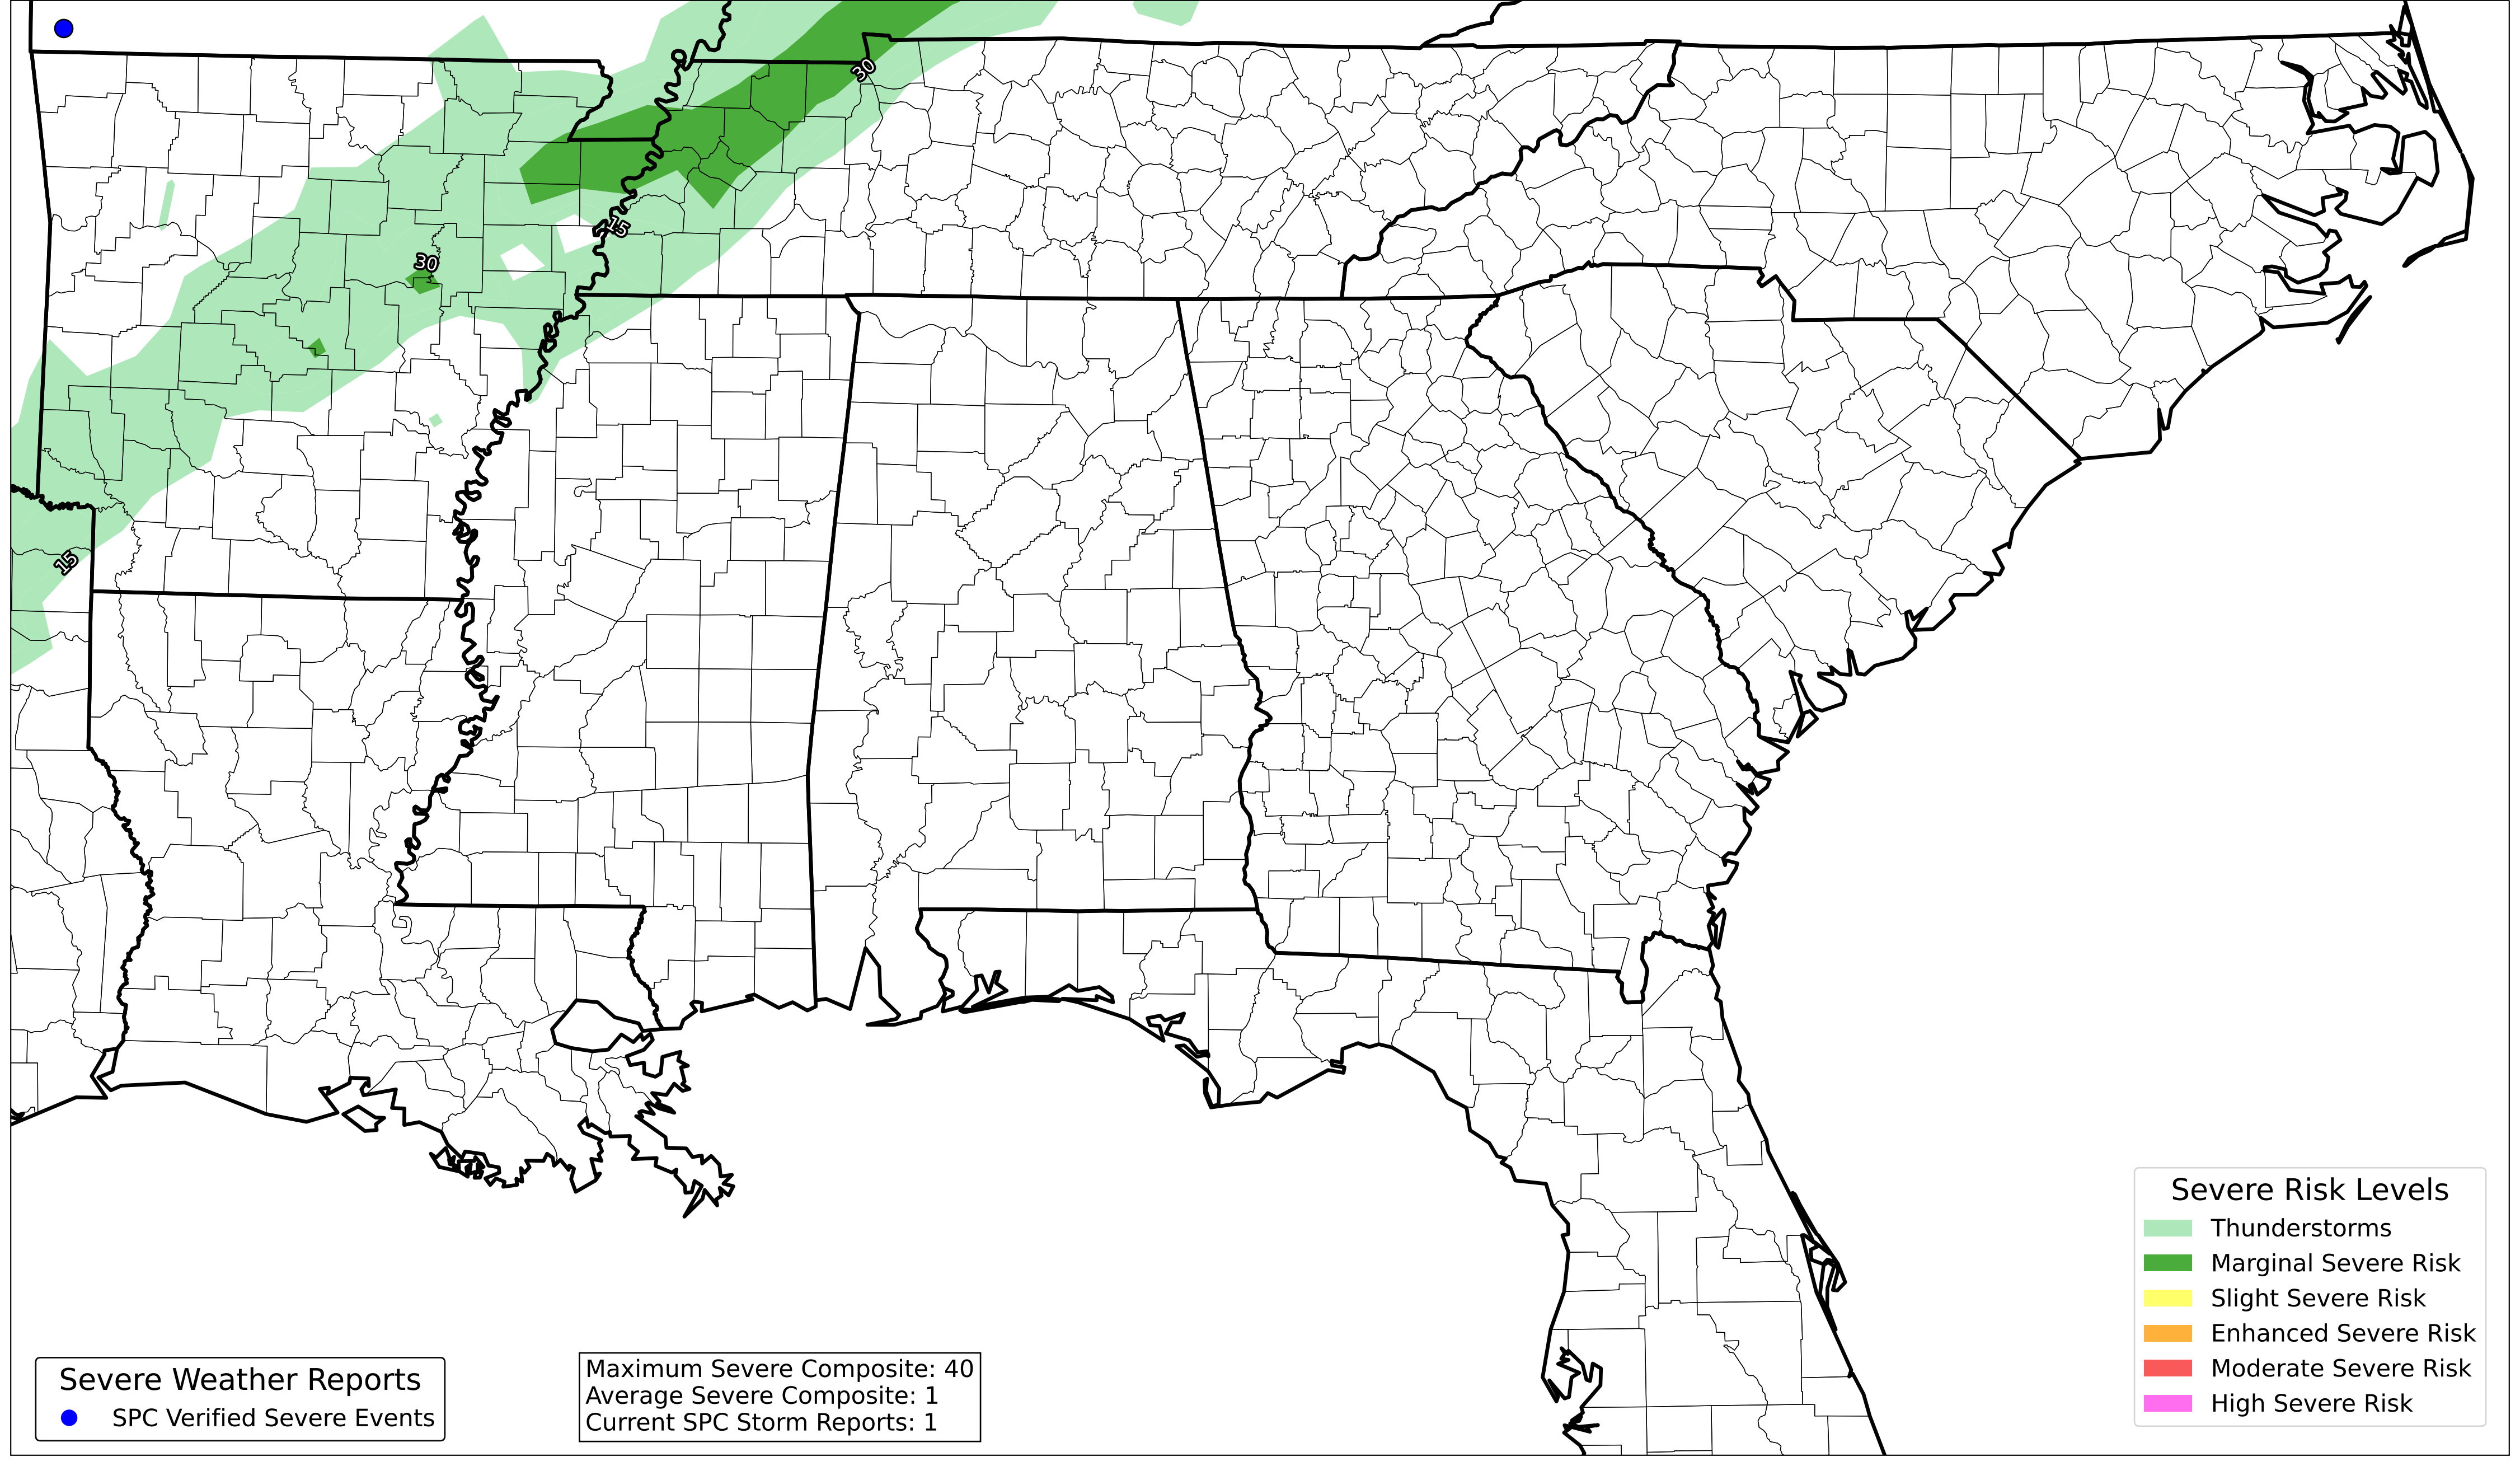 30
15
30
15
Severe Risk Levels
Thunderstorms
Marginal Severe Risk
Slight Severe Risk
Enhanced Severe Risk
Moderate Severe Risk
High Severe Risk
Severe Weather Reports
SPC Verified Severe Events
Maximum Severe Composite: 40
Average Severe Composite: 1
Current SPC Storm Reports: 1